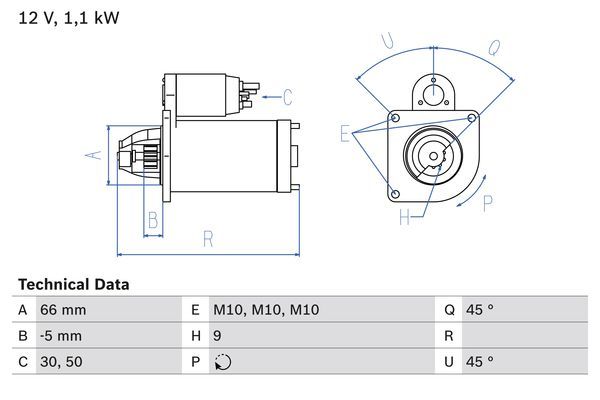 12 V, 1,1 kW
U
Q
C
E
A
B
R
H
P
Technical Data
A 66 mm E M10, M10, M10 Q 45 °
B -5 mm H 9 R
C 30, 50 P U 45 °